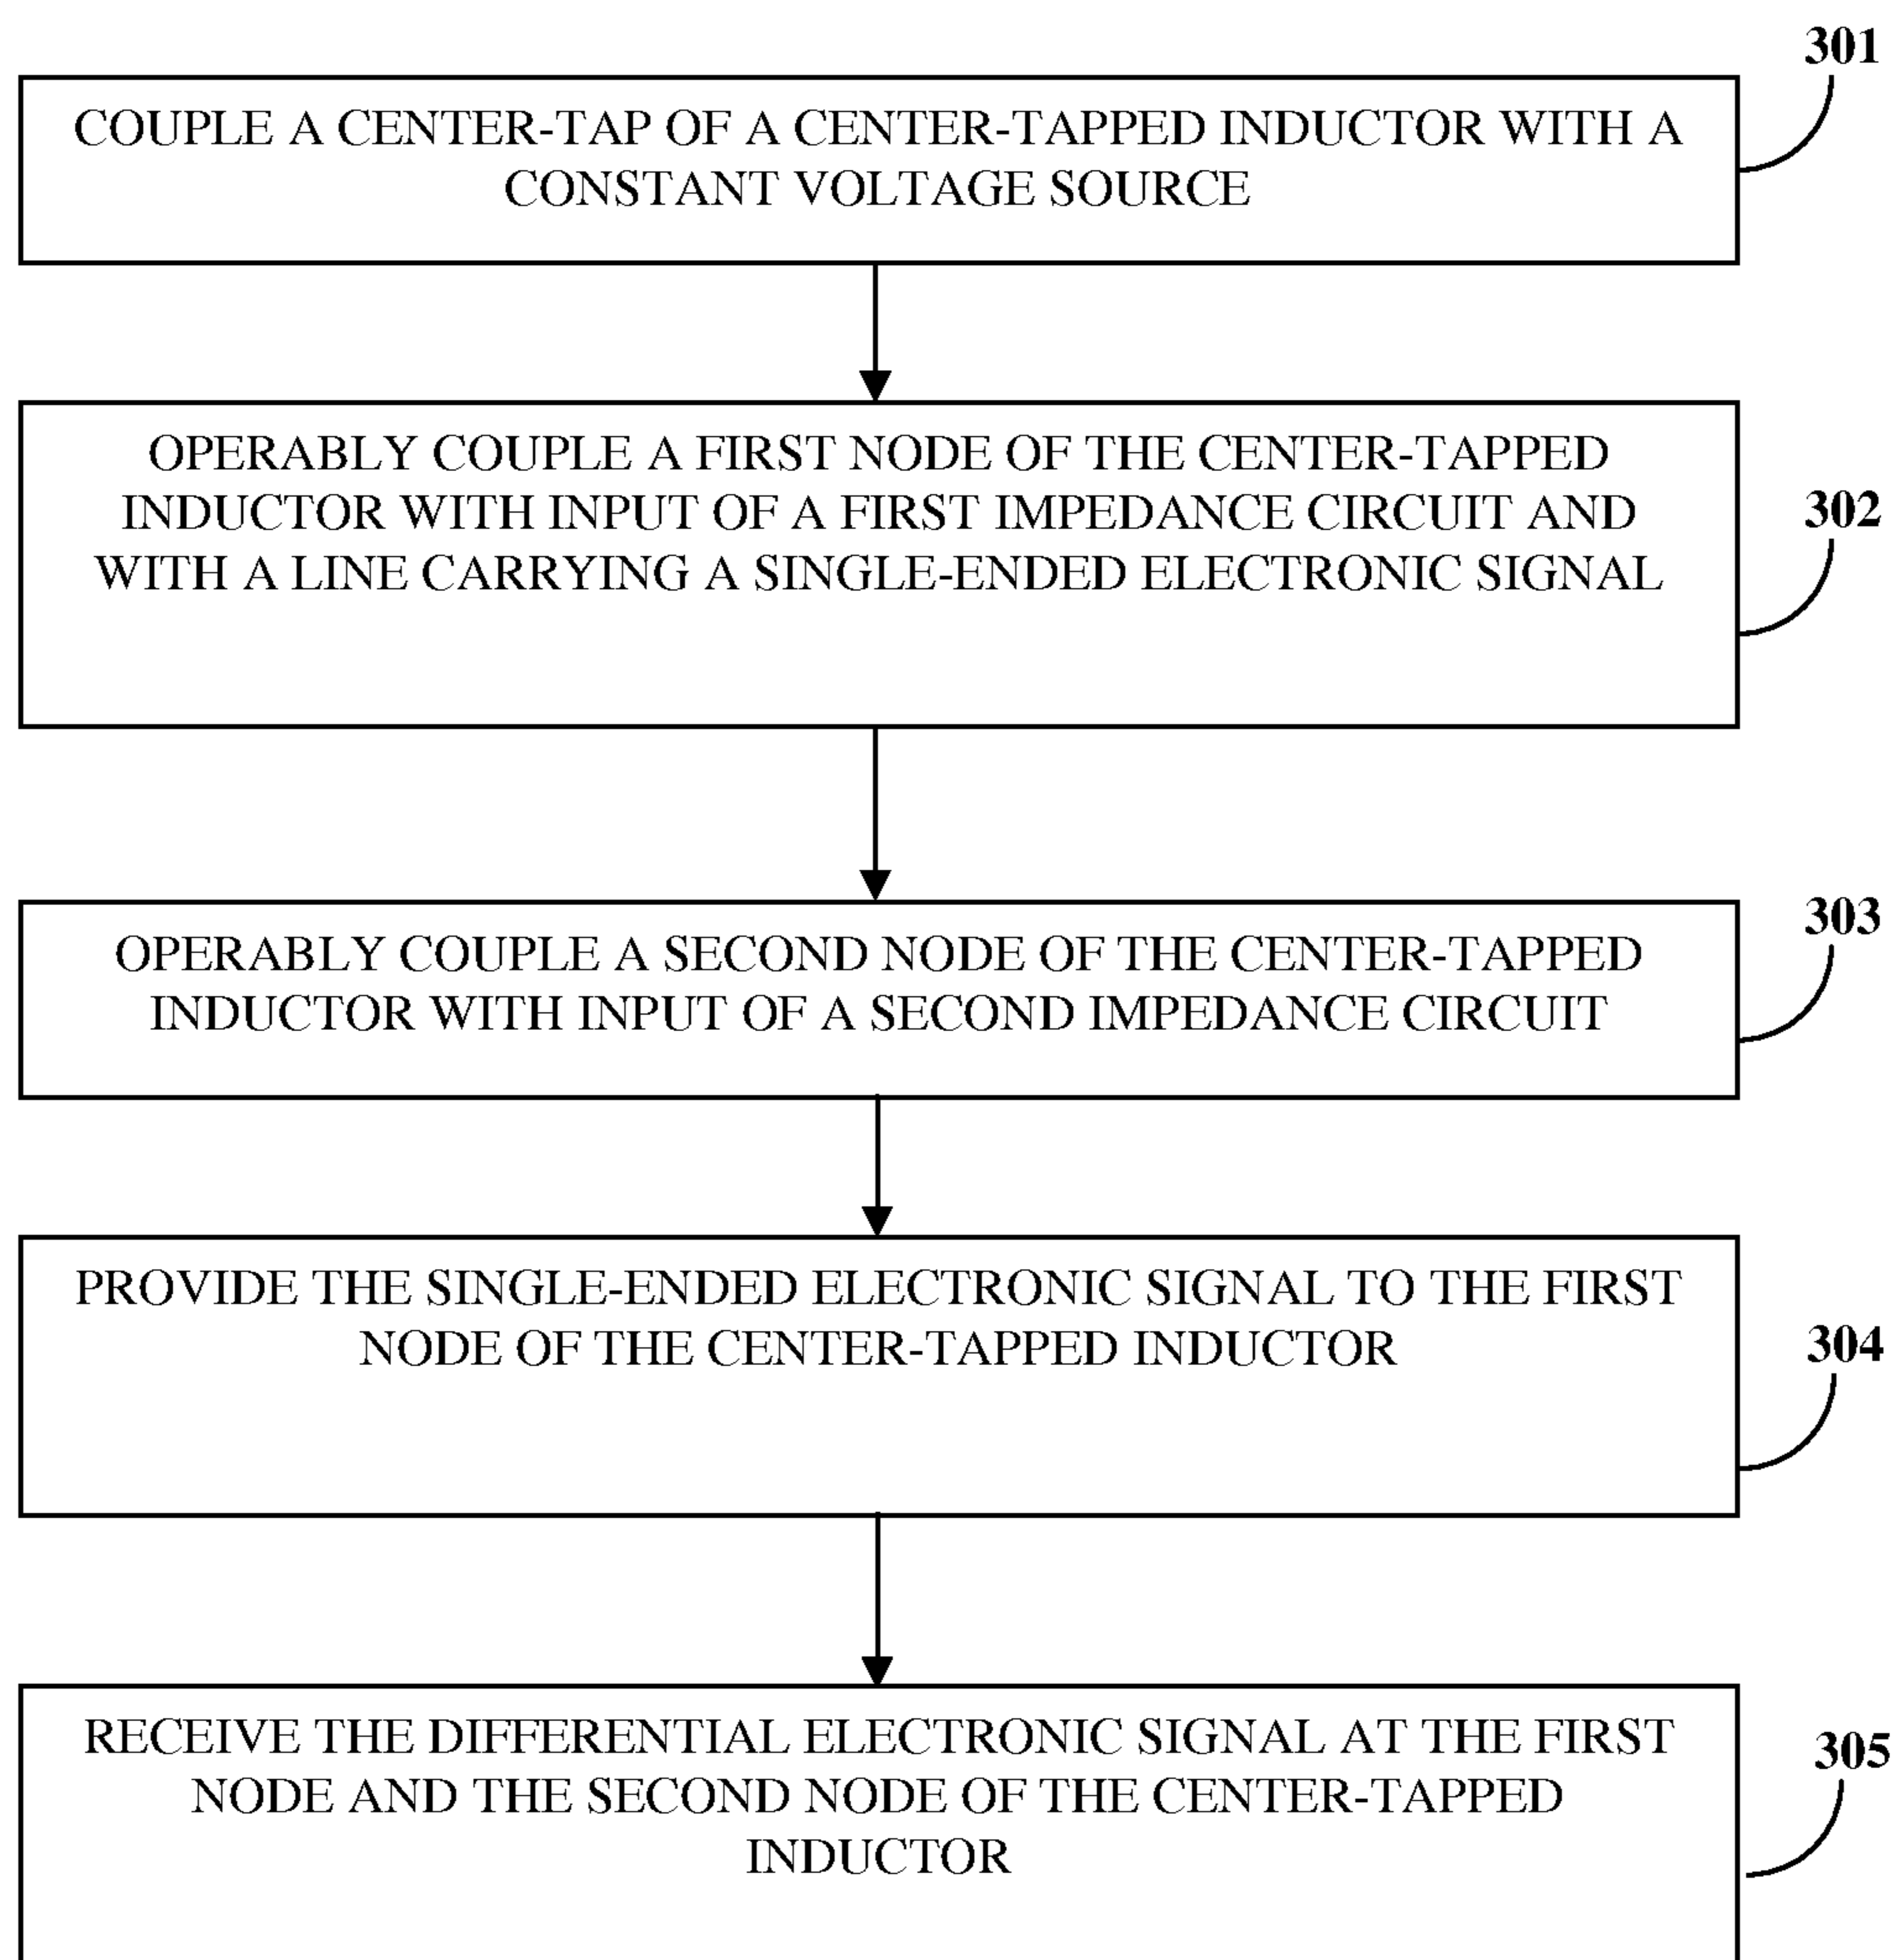 301
COUPLE A CENTER-TAP OF A CENTER-TAPPED INDUCTOR WITH A
CONSTANT VOLTAGE SOURCE
OPERABLY COUPLE A FIRST NODE OF THE CENTER-TAPPED
INDUCTOR WITH INPUT OF A FIRST IMPEDANCE CIRCUIT AND
WITH A LINE CARRYING A SINGLE-ENDED ELECTRONIC SIGNAL
302
OPERABLY COUPLE A SECOND NODE OF THE CENTER-TAPPED
INDUCTOR WITH INPUT OF A SECOND IMPEDANCE CIRCUIT
303
PROVIDE THE SINGLE-ENDED ELECTRONIC SIGNAL TO THE FIRST
NODE OF THE CENTER-TAPPED INDUCTOR
304
RECEIVE THE DIFFERENTIAL ELECTRONIC SIGNAL AT THE FIRST
NODE AND THE SECOND NODE OF THE CENTER-TAPPED
INDUCTOR
305